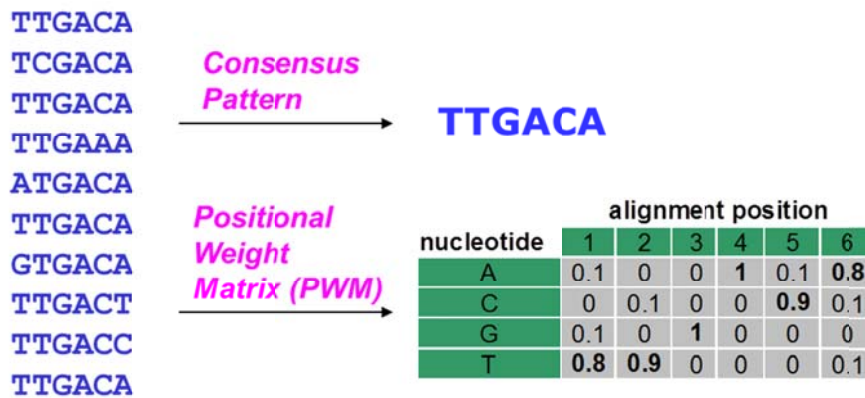 TTGACA
TCGACA
TTGACA
TTGAAA
ATGACA
TTGACA
GTGACA
TTGACT
TTGACC
TTGACA
Consensus
Pattern
TTGACA
Positional
Weight
Matrix (PWM)
alignment position
nucleotide 1 2 3 4 5 6
A 0.1 0 0 1 0.1 0.8
C 0 0.1 0 0 0.9 0.1
G 0.1 0 1 0 0 0
T 0.8 0.9 0 0 0 0.1